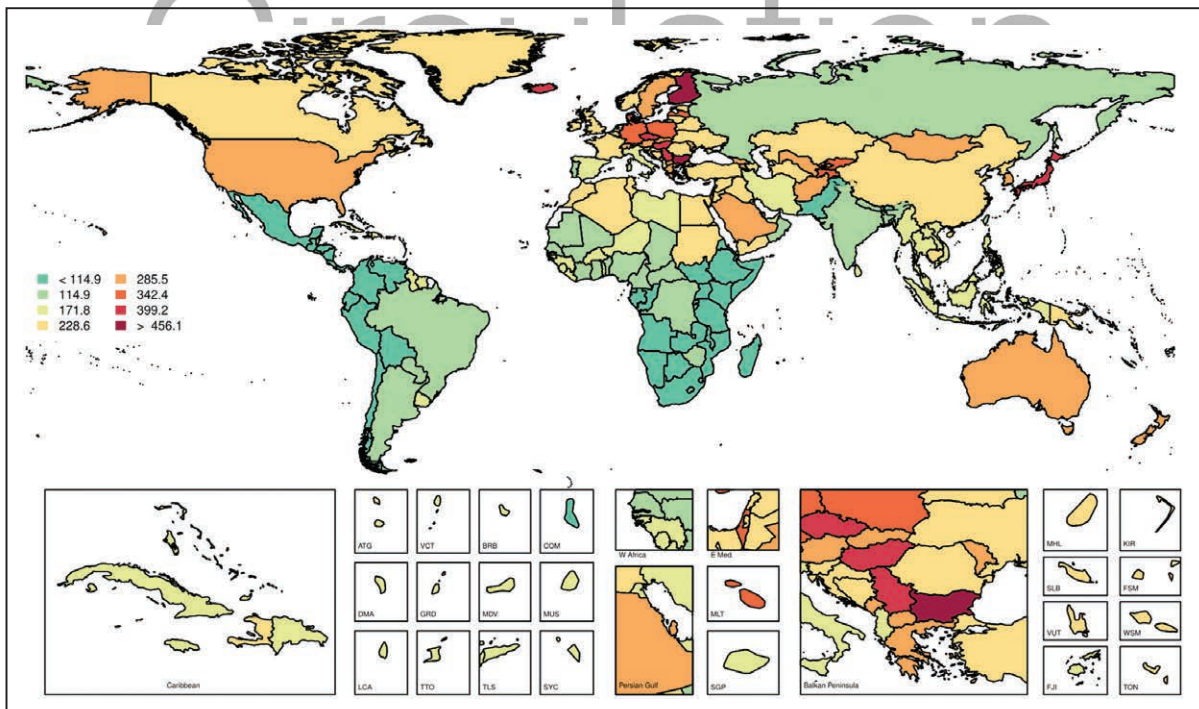 Circulation
< 114.9
114.9
171.8
228.6
285.5
342.4
399.2
> 456.1
ATG
VCT
BRB
COM
DMA
GRD
MDV
MUS
LCA
TTO
TLS
SYC
Caribbean
W Africa
E Med.
Persian Gulf
MLT
SGP
Balkan Peninsula
MHL
KIR
SLB
FSM
VUT
WSM
FJI
TON